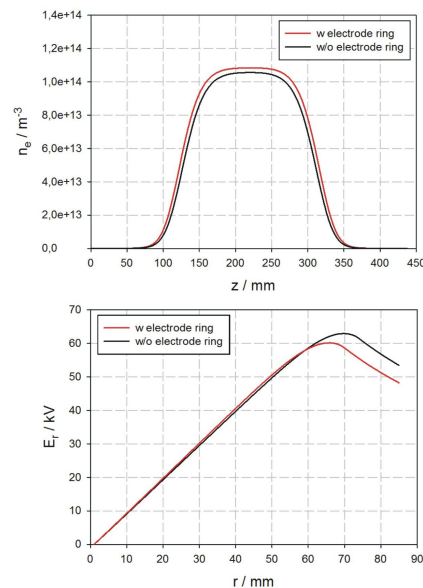 1,4e+14
1,2e+14
1,0e+14
8,0e+13
6,0e+13
4,0e+13
2,0e+13
0,0
n_e / m^-3
w electrode ring
w/o electrode ring
0 50 100 150 200 250 300 350 400 450
z / mm
70
60
50
40
30
20
10
0
E_r / kV
w electrode ring
w/o electrode ring
0 10 20 30 40 50 60 70 80 90
r / mm